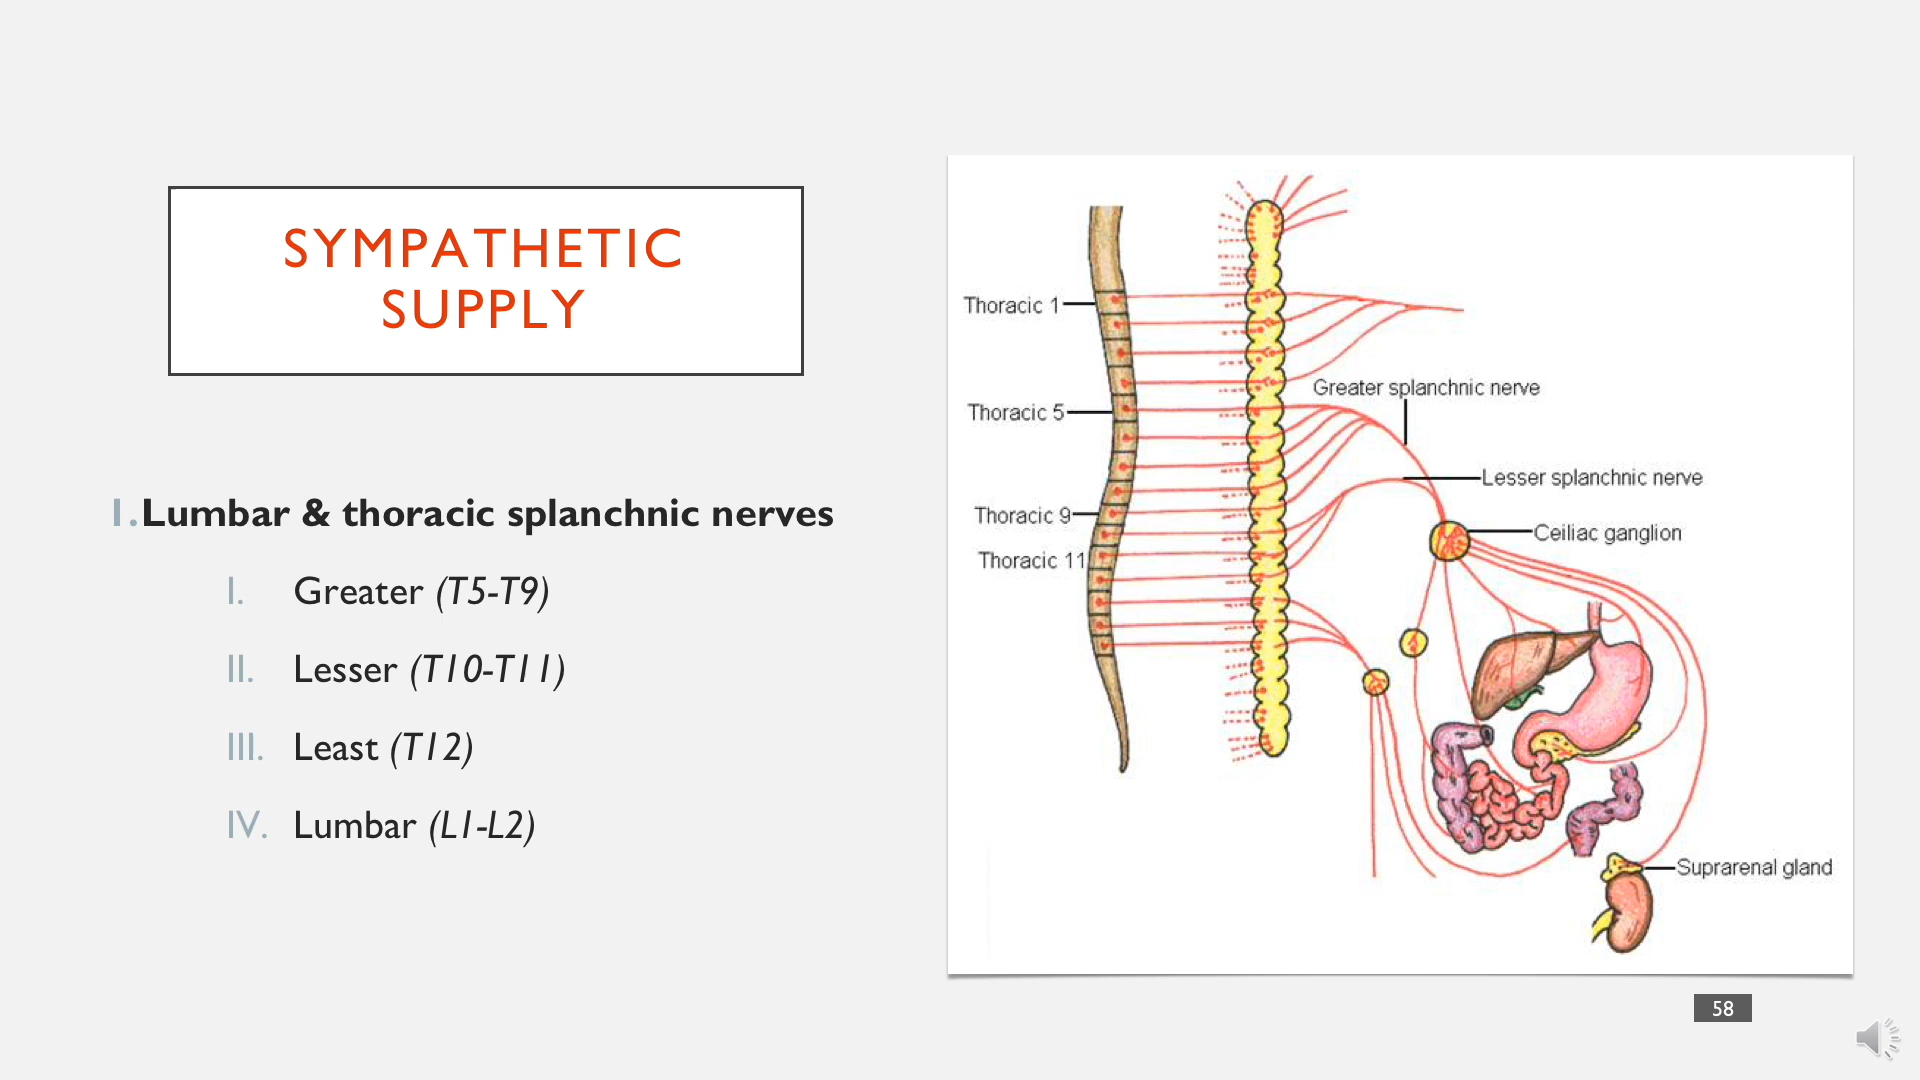 SYMPATHETIC
SUPPLY
1. Lumbar & thoracic splanchnic nerves
I. Greater (T5-T9)
II. Lesser (T10-T11)
III. Least (T12)
IV. Lumbar (L1-L2)
Thoracic 1
Thoracic 5
Thoracic 9
Thoracic 11
Greater splanchnic nerve
Lesser splanchnic nerve
Ceiliac ganglion
Suprarenal gland
58